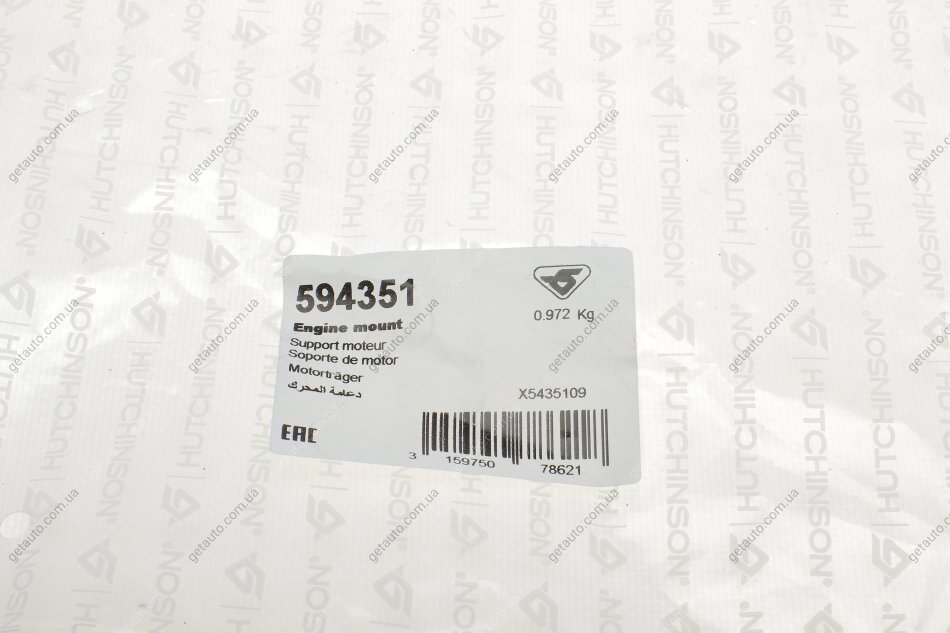 594351
Engine mount
Support moteur
Soporte de motor
Motorträger
دعامة المحرك
0.972 Kg
X5435109
EAC
3 159750 78621
HUTCHINSON
getauto.com.ua